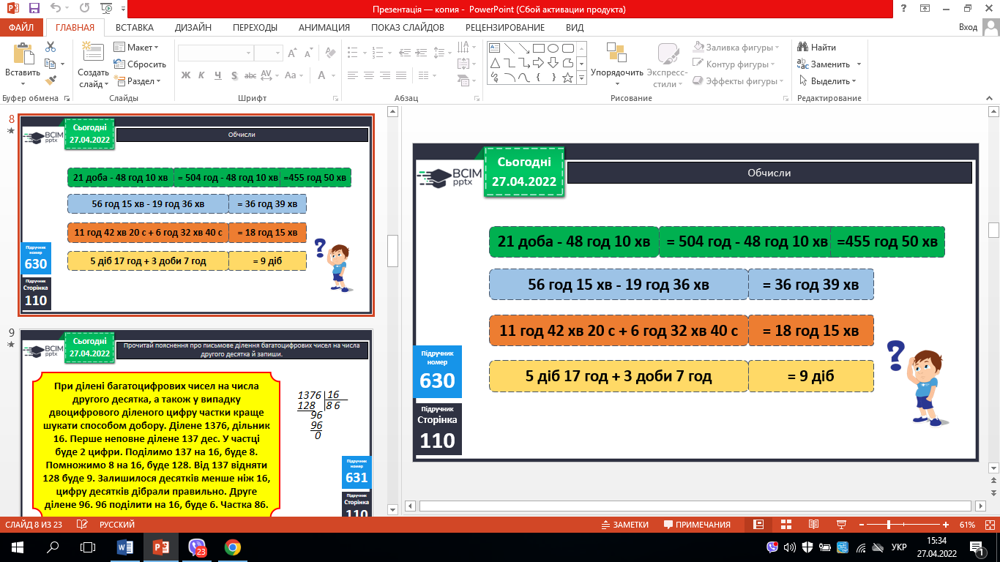 Презентація — копия - PowerPoint (Сбой активации продукта)
ФАЙЛ ГЛАВНАЯ ВСТАВКА ДИЗАЙН ПЕРЕХОДЫ АНИМАЦИЯ ПОКАЗ СЛАЙДОВ РЕЦЕНЗИРОВАНИЕ ВИД Вход
Вставить
Буфер обмена
Создать слайд
Макет
Сбросить
Раздел
Слайды
Ж К Ч S abc AV Aa А
Шрифт
Абзац
Упорядочить
Экспресс-стили
Заливка фигуры
Контур фигуры
Эффекты фигуры
Рисование
Найти
Заменить
Выделить
Редактирование
8
BCIM pptx
Сьогодні
27.04.2022
Обчисли
21 доба - 48 год 10 хв = 504 год - 48 год 10 хв =455 год 50 хв
56 год 15 хв - 19 год 36 хв = 36 год 39 хв
11 год 42 хв 20 с + 6 год 32 хв 40 с = 18 год 15 хв
5 діб 17 год + 3 доби 7 год = 9 діб
Підручник
номер
630
Підручник
Сторінка
110
9
BCIM pptx
Сьогодні
27.04.2022
Прочитай пояснення про письмове ділення багатоцифрових чисел на числа
другого десятка й запиши.
При ділені багатоцифрових чисел на числа
другого десятка, а також у випадку
двоцифрового діленого цифру частки краще
шукати способом добору. Ділене 1376, дільник
16. Перше неповне ділене 137 дес. У частці
буде 2 цифри. Поділимо 137 на 16, буде 8.
Помножимо 8 на 16, буде 128. Від 137 відняти
128 буде 9. Залишилося десятків менше ніж 16,
цифру десятків дібрали правильно. Друге
ділене 96. 96 поділити на 16, буде 6. Частка 86.
1376 16
128 8 6
96
96
0
Підручник
номер
631
Підручник
Сторінка
110
BCIM
pptx
Сьогодні
27.04.2022
Обчисли
21 доба - 48 год 10 хв = 504 год - 48 год 10 хв =455 год 50 хв
56 год 15 хв - 19 год 36 хв = 36 год 39 хв
11 год 42 хв 20 с + 6 год 32 хв 40 с = 18 год 15 хв
5 діб 17 год + 3 доби 7 год = 9 діб
Підручник
номер
630
Підручник
Сторінка
110
СЛАЙД 8 ИЗ 23 РУССКИЙ ЗАМЕТКИ ПРИМЕЧАНИЯ 61%
23
УКР
15:34
27.04.2022
1